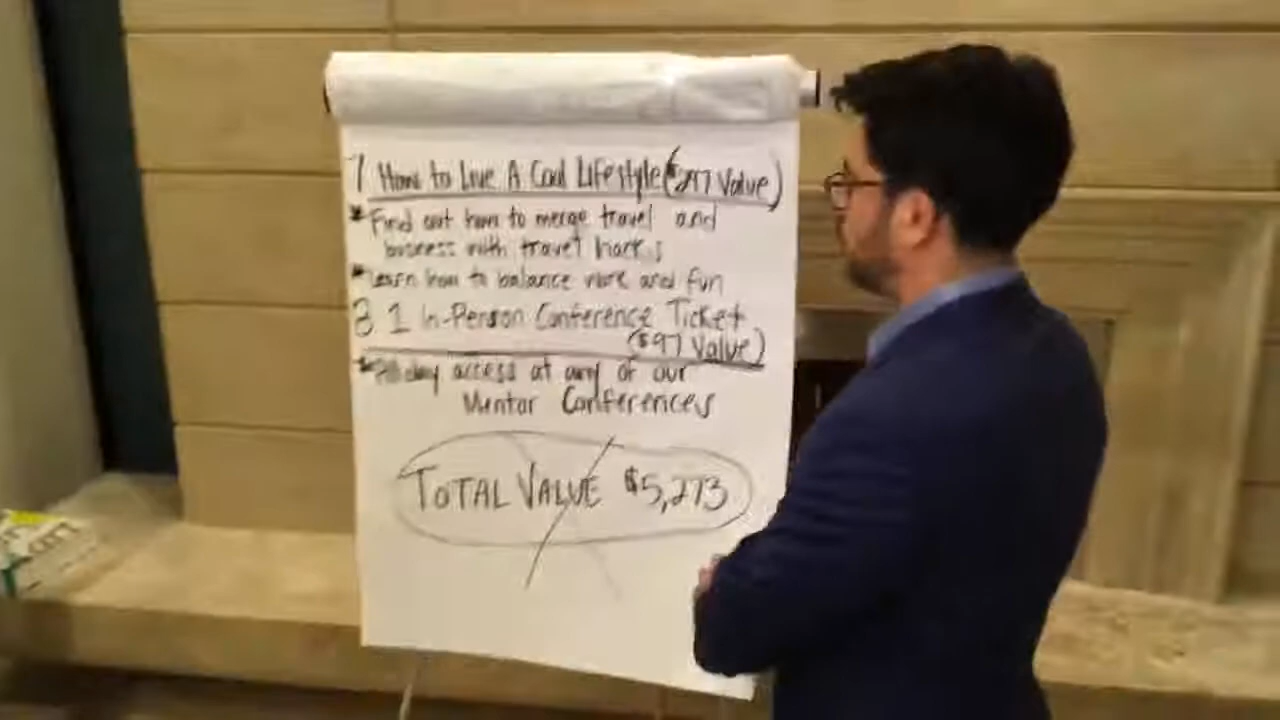 7 How to Live A Cool Lifestyle ($297 Value)
* Find out how to merge travel and
business with travel hacks
* Learn how to balance work and fun
8 1 In-Person Conference Ticket
($97 Value)
* All day access at any of our
Mentor Conferences
TOTAL VALUE $5,273